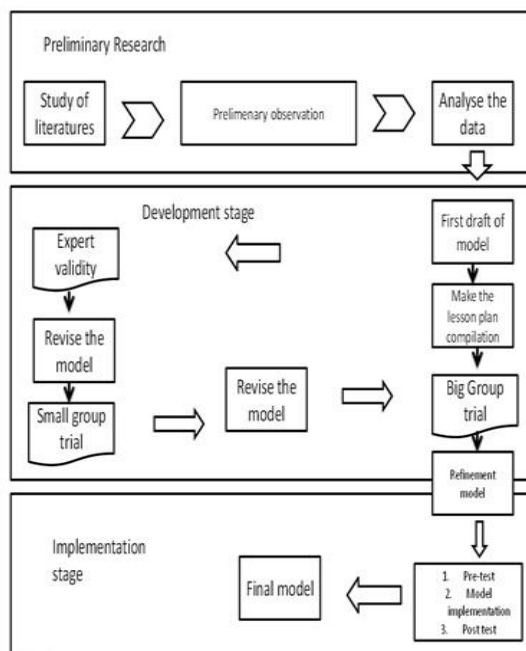 Preliminary Research
Study of
literatures
Prelimenary observation
Analyse the
data
Development stage
First draft of
model
Expert
validity
Make the
lesson plan
compilation
Revise the
model
Revise the
model
Big Group
trial
Small group
trial
Refinement
model
Implementation
stage
Final model
1. Pre-test
2. Model
implementation
3. Post test